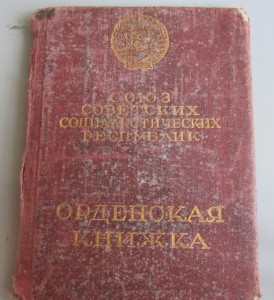 СОЮЗ
СОВЕТСКИХ
СОЦИАЛИСТИЧЕСКИХ
РЕСПУБЛИК
ОРДЕНСКАЯ
КНИЖКА